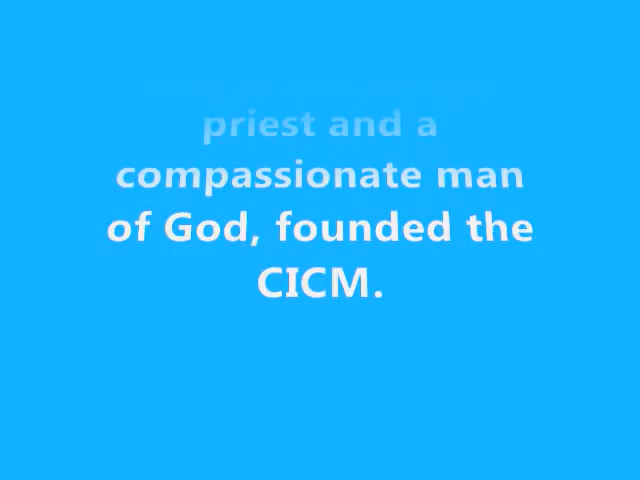 priest and a
compassionate man
of God, founded the
CICM.